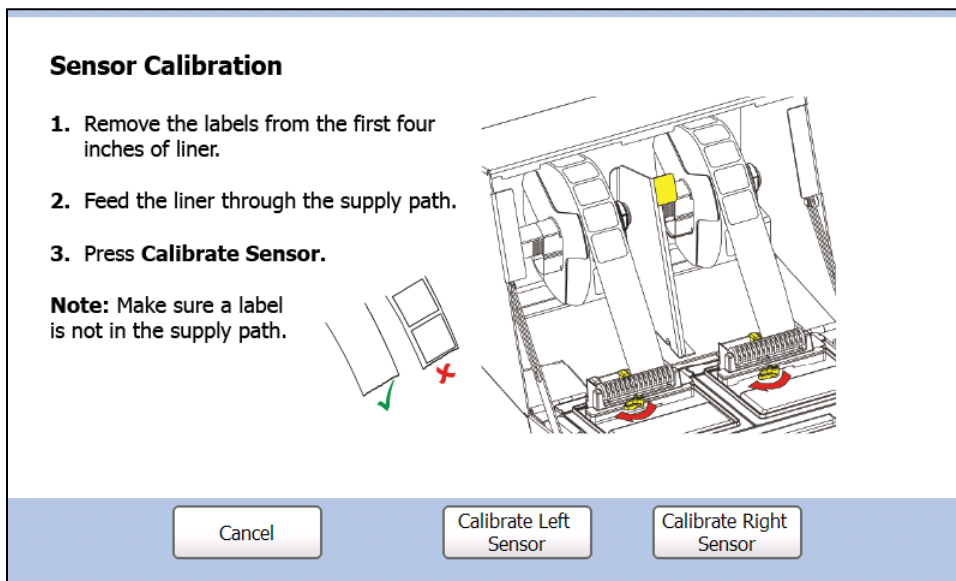 Sensor Calibration
1. Remove the labels from the first four
inches of liner.
2. Feed the liner through the supply path.
3. Press Calibrate Sensor.
Note: Make sure a label
is not in the supply path.
Cancel
Calibrate Left
Sensor
Calibrate Right
Sensor